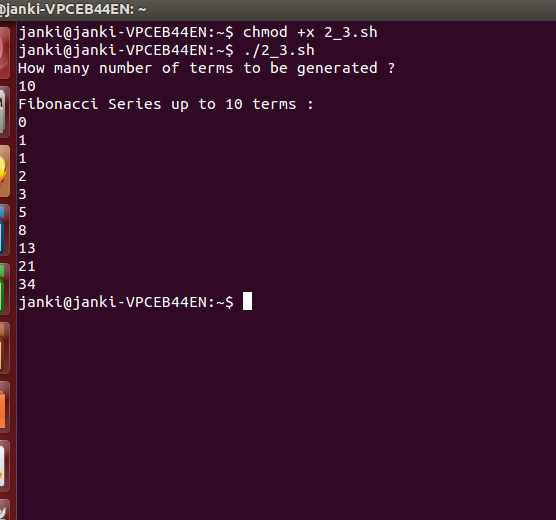 @janki-VPCEB44EN: ~
janki@janki-VPCEB44EN:~$ chmod +x 2_3.sh
janki@janki-VPCEB44EN:~$ ./2_3.sh
How many number of terms to be generated ?
10
Fibonacci Series up to 10 terms :
0
1
1
2
3
5
8
13
21
34
janki@janki-VPCEB44EN:~$